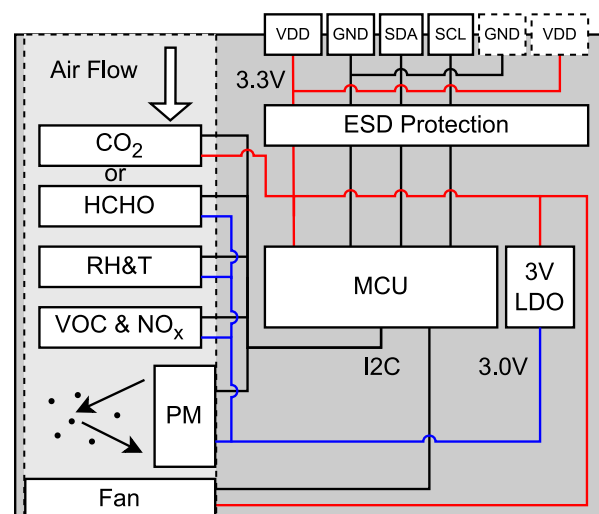 VDD GND SDA SCL GND VDD
Air Flow
3.3V
ESD Protection
CO₂
or
HCHO
RH&T
MCU
3V
LDO
VOC & NOₓ
I2C
3.0V
PM
Fan